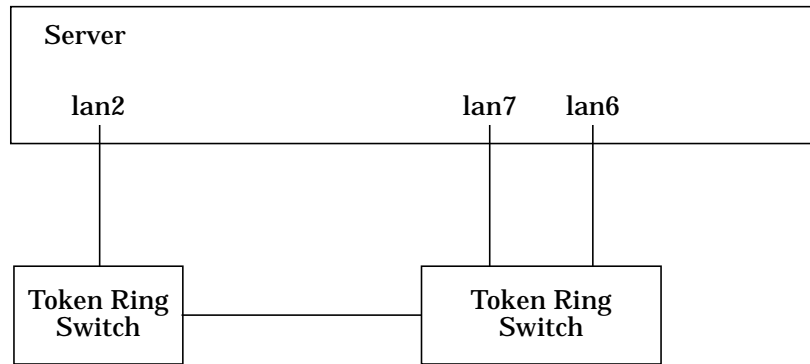 Server
lan2
lan7
lan6
Token Ring
Switch
Token Ring
Switch